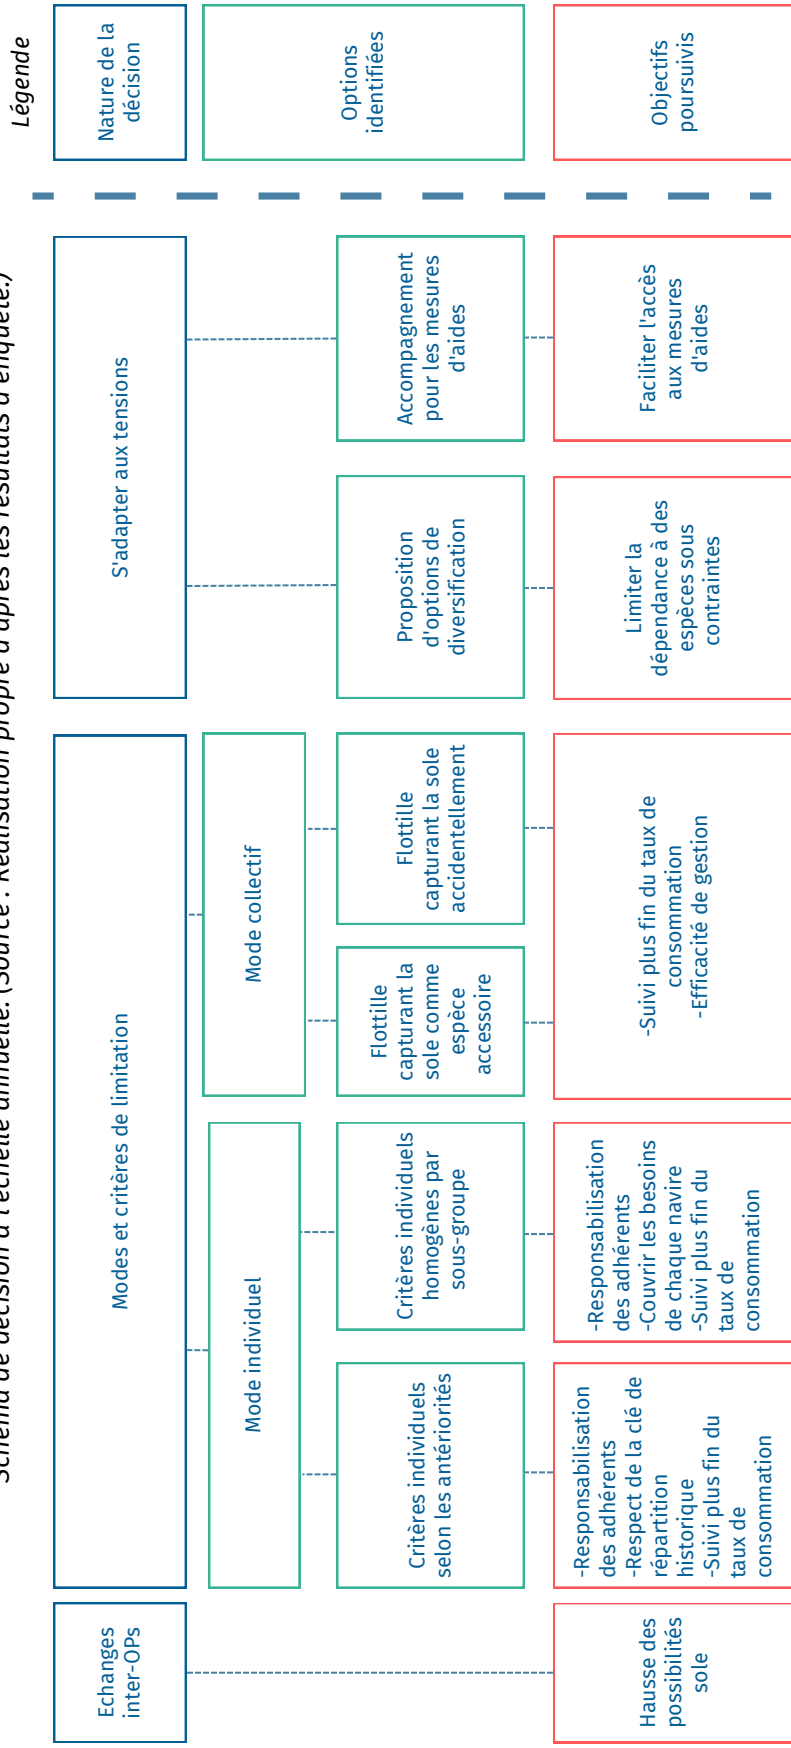 Schéma de décision à l'échelle annuelle. (Source : Réalisation propre d'après les résultats d'enquête.)
Légende
Echanges
inter-OPs
Modes et critères de limitation
S'adapter aux tensions
Nature de la
décision
Mode individuel
Mode collectif
Options
identifiées
Critères individuels
selon les antériorités
Critères individuels
homogènes par
sous-groupe
Flottille
capturant la
sole comme
espèce
accessoire
Flottille
capturant la sole
accidentellement
Proposition
d'options de
diversification
Accompagnement
pour les mesures
d'aides
Hausse des
possibilités
sole
-Responsabilisation
des adhérents
-Respect de la clé de
répartition
historique
-Suivi plus fin du
taux de
consommation
-Responsabilisation
des adhérents
-Couvrir les besoins
de chaque navire
-Suivi plus fin du
taux de
consommation
-Suivi plus fin du taux de
consommation
-Efficacité de gestion
Limiter la
dépendance à des
espèces sous
contraintes
Faciliter l'accès
aux mesures
d'aides
Objectifs
poursuivis